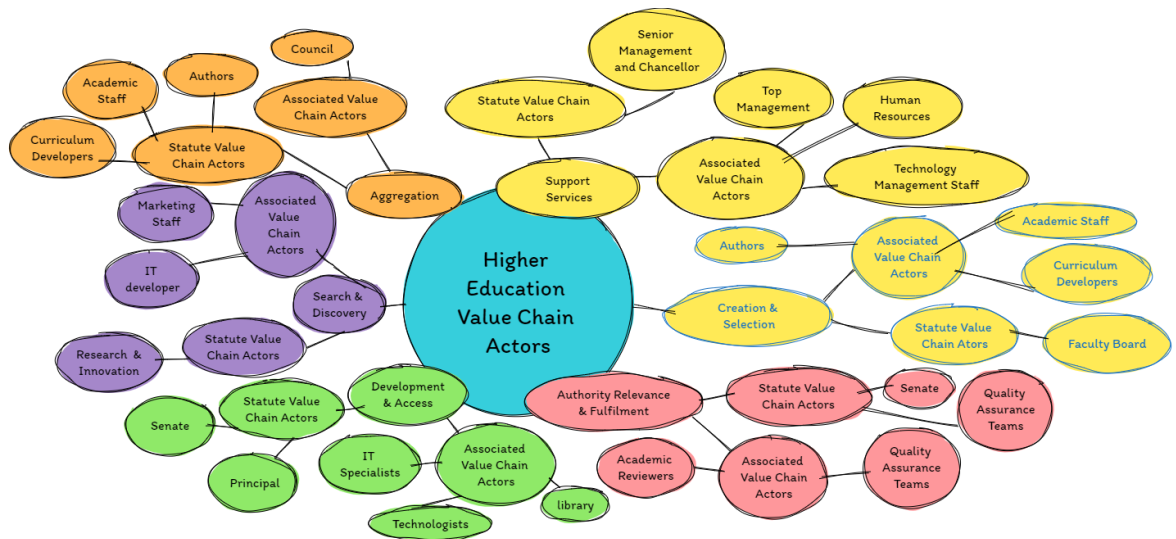 Higher
Education
Value Chain
Actors
Aggregation
Associated Value
Chain Actors
Council
Statute Value
Chain Actors
Authors
Academic
Staff
Curriculum
Developers
Support
Services
Statute Value Chain
Actors
Senior
Management
and Chancellor
Associated
Value Chain
Actors
Top
Management
Human
Resources
Technology
Management Staff
Creation &
Selection
Associated
Value Chain
Actors
Authors
Academic Staff
Curriculum
Developers
Statute Value
Chain Ators
Faculty Board
Authority Relevance
& Fulfilment
Statute Value
Chain Actors
Senate
Quality
Assurance
Teams
Associated
Value Chain
Actors
Academic
Reviewers
Quality
Assurance
Teams
Development
& Access
Statute Value
Chain Actors
Senate
Principal
Associated
Value Chain
Actors
IT
Specialists
Technologists
library
Search &
Discovery
Associated
Value
Chain
Actors
Marketing
Staff
IT
developer
Statute Value
Chain Actors
Research &
Innovation